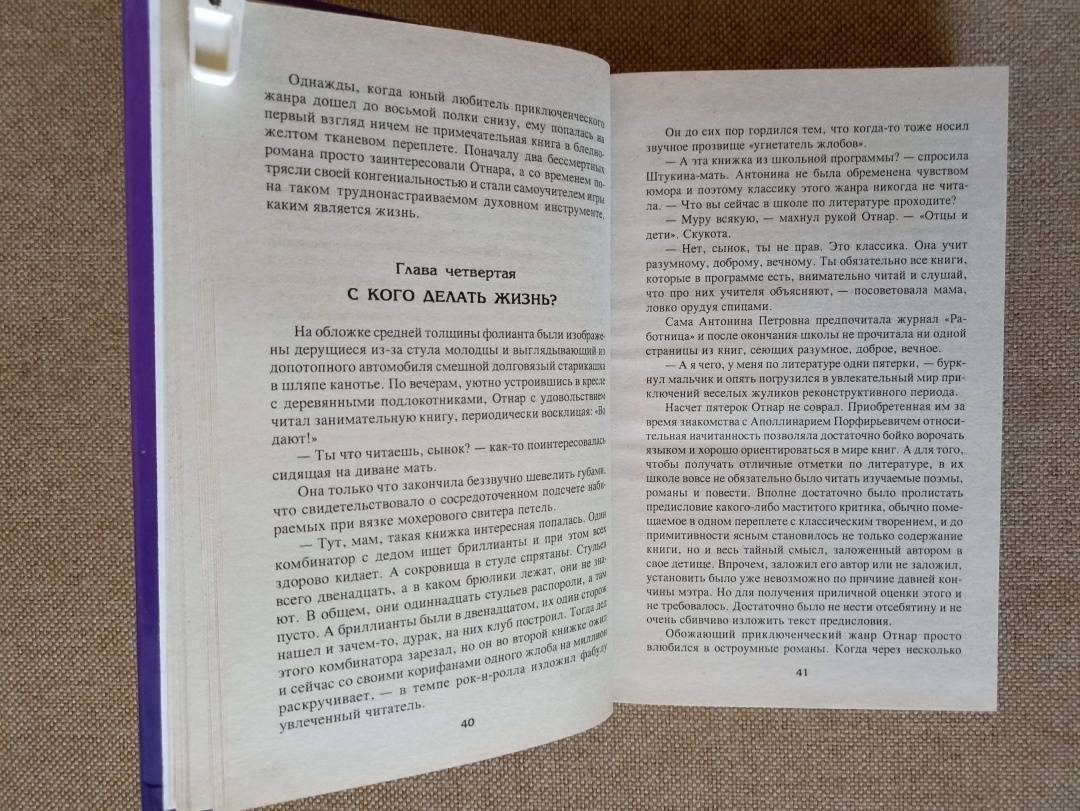 Однажды, когда юный любитель приключенческого
жанра дошел до восьмой полки снизу, ему попалась на
первый взгляд ничем не примечательная книга в бледно-
желтом тканевом переплете. Поначалу два бессмертных
романа просто заинтересовали Отнара, а со временем по-
трясли своей конгениальностью и стали самоучителем игры
на таком труднонастраиваемом духовном инструменте,
каким является жизнь.
Глава четвертая
С КОГО ДЕЛАТЬ ЖИЗНЬ?
На обложке средней толщины фолианта были изображе-
ны дерущиеся из-за стула молодцы и выглядывающий из
допотопного автомобиля смешной долговязый старикашка
в шляпе канотье. По вечерам, уютно устроившись в кресле
с деревянными подлокотниками, Отнар с удовольствием
читал занимательную книгу, периодически восклицая: «Во
дают!»
— Ты что читаешь, сынок? — как-то поинтересовалась
сидящая на диване мать.
Она только что закончила беззвучно шевелить губами,
что свидетельствовало о сосредоточенном подсчете наби-
раемых при вязке мохерового свитера петель.
— Тут, мам, такая книжка интересная попалась. Один
комбинатор с дедом ищет бриллианты и при этом всех
здорово кидает. А сокровища в стуле спрятаны. Стульев
всего двенадцать, а в каком брюлики лежат, они не зна-
ют. В общем, они одиннадцать стульев распороли, а там
пусто. А бриллианты были в двенадцатом, их один сторож
нашел и зачем-то, дурак, на них клуб построил. Тогда дед
этого комбинатора зарезал, но он во второй книжке ожил
и сейчас со своими корифанами одного жлоба на миллион
раскручивает, — в темпе рок-н-ролла изложил фабулу
увлеченный читатель.
40
Он до сих пор гордился тем, что когда-то тоже носил
звучное прозвище «угнетатель жлобов».
— А эта книжка из школьной программы? — спросила
Штукина-мать. Антонина не была обременена чувством
юмора и поэтому классику этого жанра никогда не чита-
ла. — Что вы сейчас в школе по литературе проходите?
— Муру всякую, — махнул рукой Отнар. — «Отцы и
дети». Скукота.
— Нет, сынок, ты не прав. Это классика. Она учит
разумному, доброму, вечному. Ты обязательно все книги,
которые в программе есть, внимательно читай и слушай,
что про них учителя объясняют, — посоветовала мама,
ловко орудуя спицами.
Сама Антонина Петровна предпочитала журнал «Ра-
ботница» и после окончания школы не прочитала ни одной
страницы из книг, сеющих разумное, доброе, вечное.
— А я чего, у меня по литературе одни пятерки, — бурк-
нул мальчик и опять погрузился в увлекательный мир при-
ключений веселых жуликов реконструктивного периода.
Насчет пятерок Отнар не соврал. Приобретенная им за
время знакомства с Аполлинарием Порфирьевичем относи-
тельная начитанность позволяла достаточно бойко ворочать
языком и хорошо ориентироваться в мире книг. А для того,
чтобы получать отличные отметки по литературе, в их
школе вовсе не обязательно было читать изучаемые поэмы,
романы и повести. Вполне достаточно было пролистать
предисловие какого-либо маститого критика, обычно поме-
щаемое в одном переплете с классическим творением, и до
примитивности ясным становилось не только содержание
книги, но и весь тайный смысл, заложенный автором в
свое детище. Впрочем, заложил его автор или не заложил,
установить было уже невозможно по причине давней кон-
чины мэтра. Но для получения приличной оценки этого и
не требовалось. Достаточно было не нести отсебятину и не
очень сбивчиво изложить текст предисловия.
Обожающий приключенческий жанр Отнар просто
влюбился в остроумные романы. Когда через несколько
41